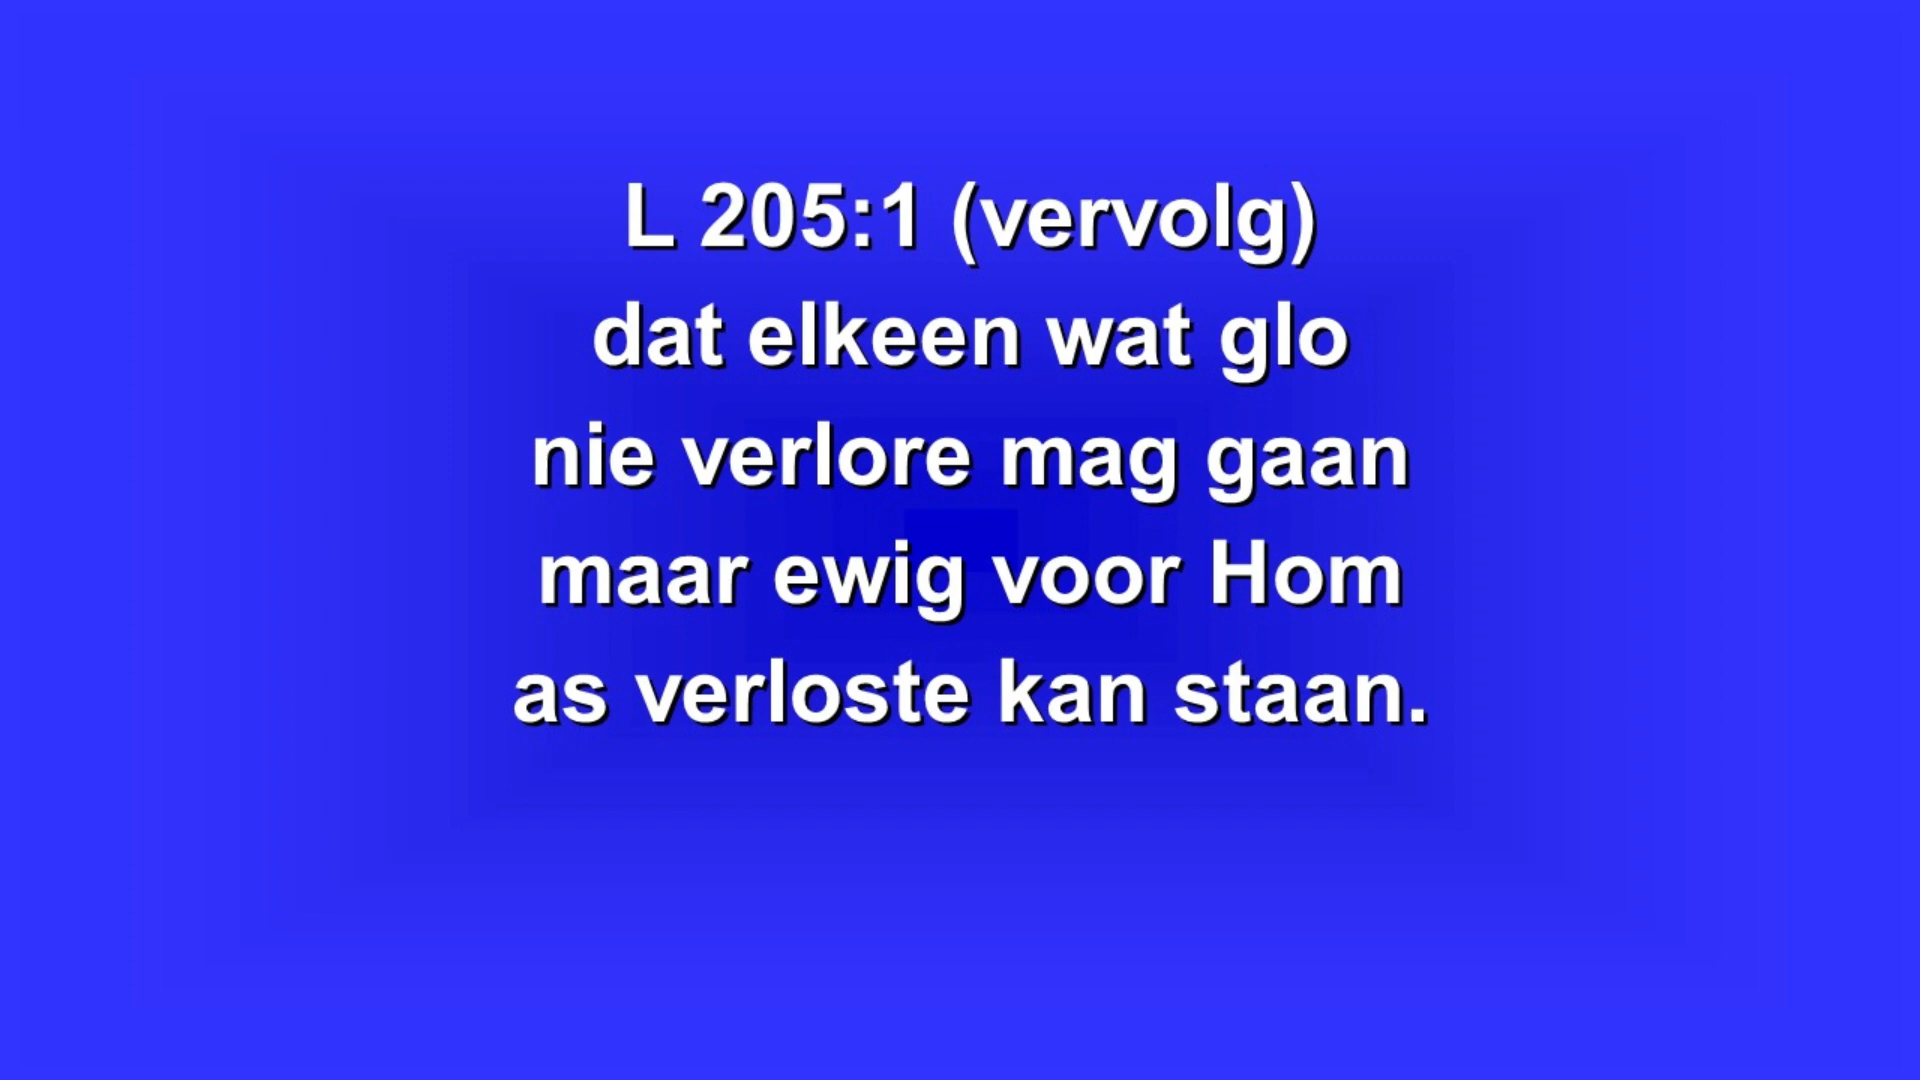 L 205:1 (vervolg)
dat elkeen wat glo
nie verlore mag gaan
maar ewig voor Hom
as verloste kan staan.